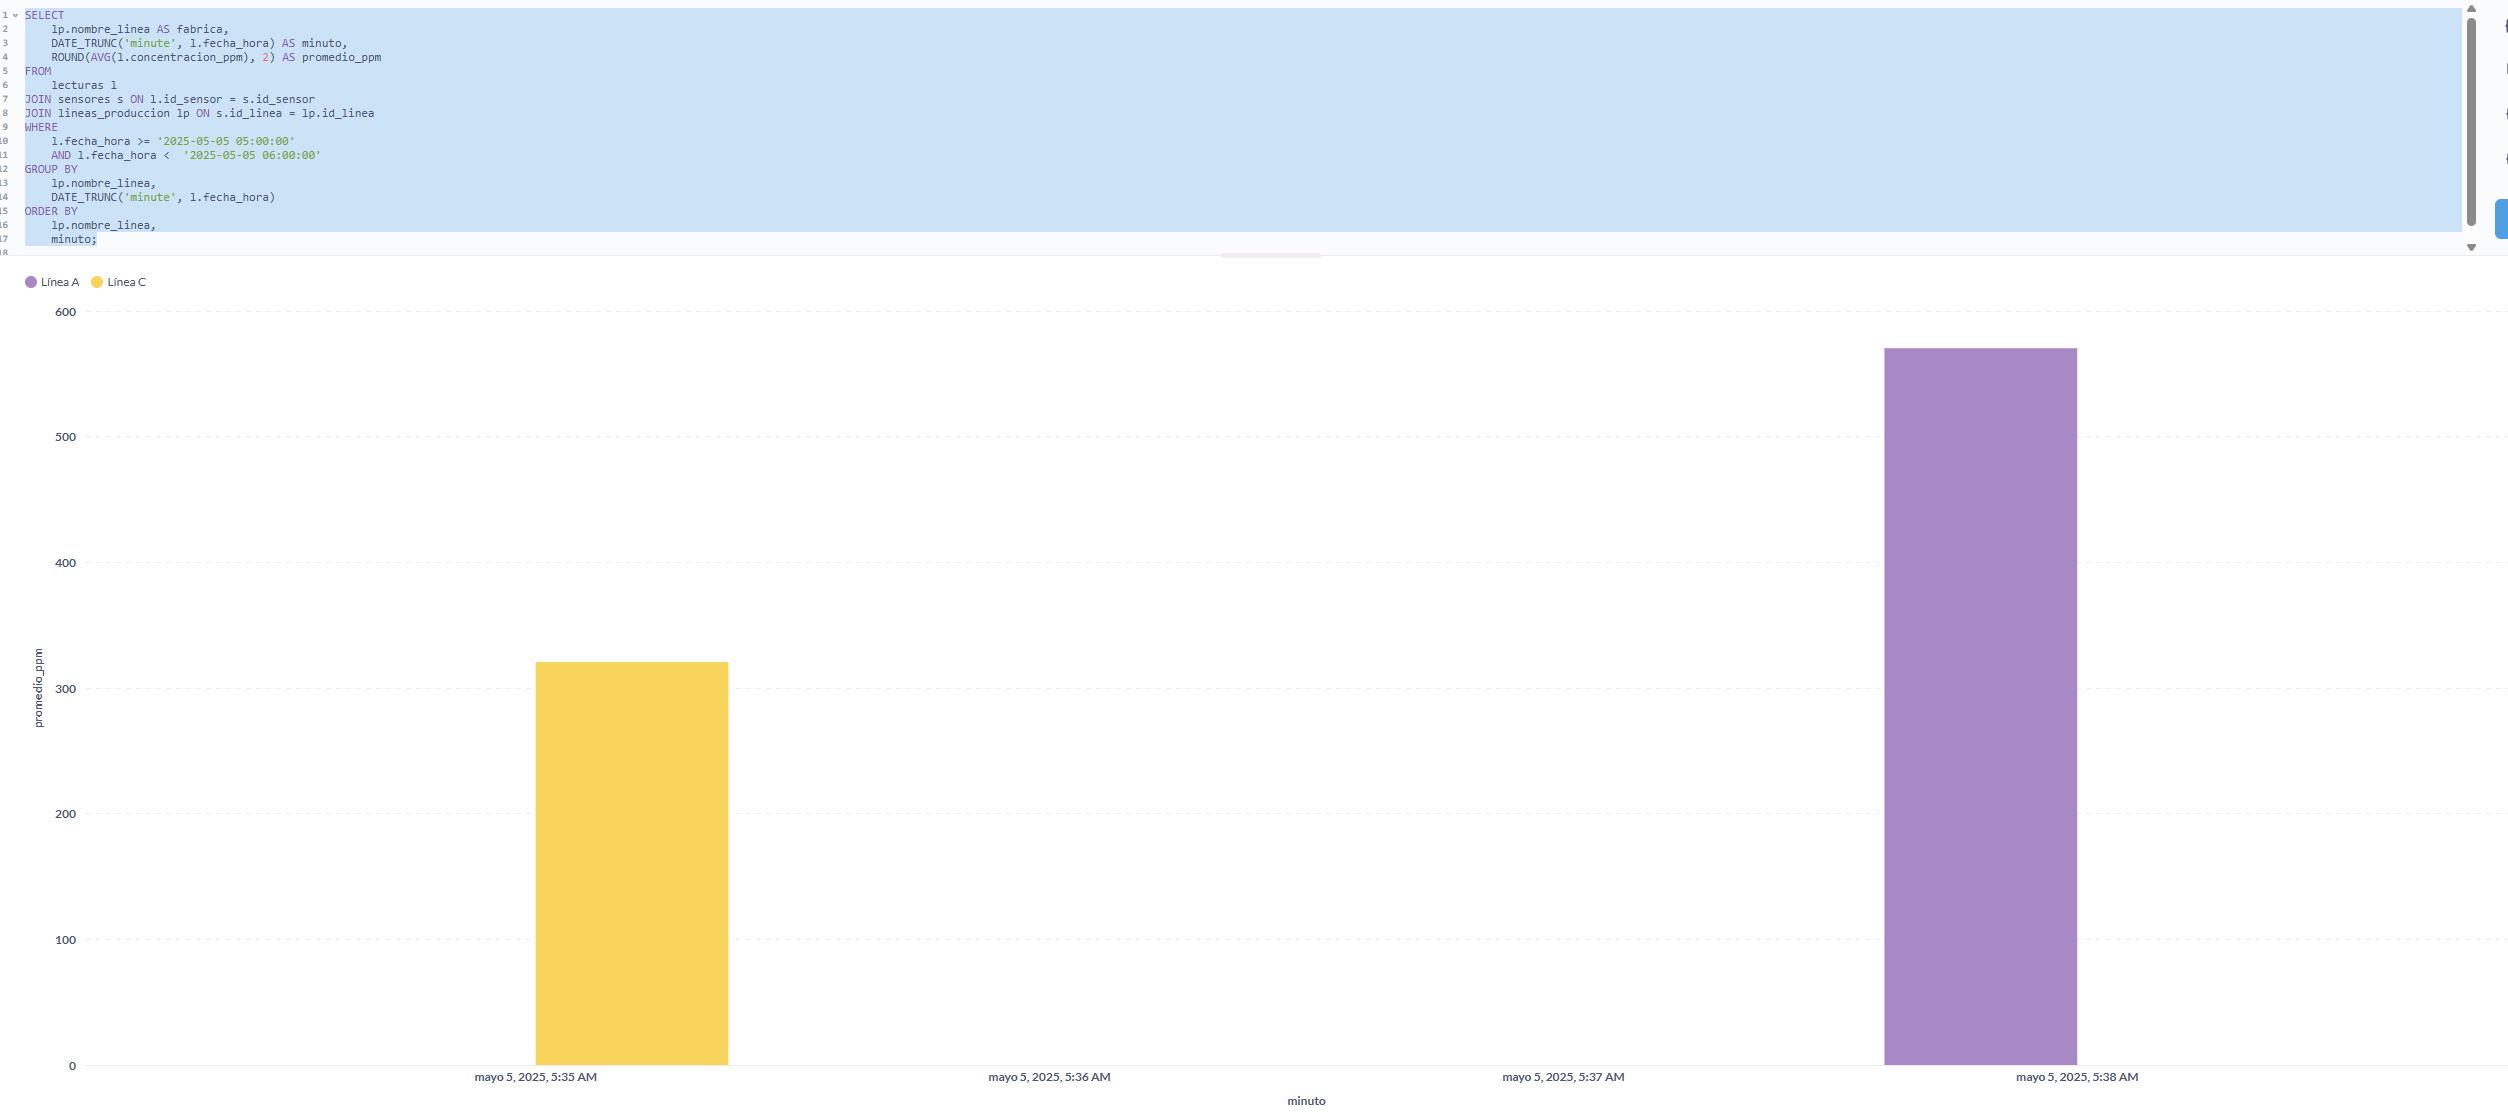 1 SELECT
2 lp.nombre_linea AS fabrica,
3 DATE_TRUNC('minute', l.fecha_hora) AS minuto,
4 ROUND(AVG(l.concentracion_ppm), 2) AS promedio_ppm
5 FROM
6 lecturas l
7 JOIN sensores s ON l.id_sensor = s.id_sensor
8 JOIN lineas_produccion lp ON s.id_linea = lp.id_linea
9 WHERE
10 l.fecha_hora >= '2025-05-05 05:00:00'
11 AND l.fecha_hora <  '2025-05-05 06:00:00'
12 GROUP BY
13 lp.nombre_linea,
14 DATE_TRUNC('minute', l.fecha_hora)
15 ORDER BY
16 lp.nombre_linea,
17 minuto;
18
Línea A Línea C
600
500
400
300
200
100
0
promedio_ppm
mayo 5, 2025, 5:35 AM mayo 5, 2025, 5:36 AM mayo 5, 2025, 5:37 AM mayo 5, 2025, 5:38 AM
minuto